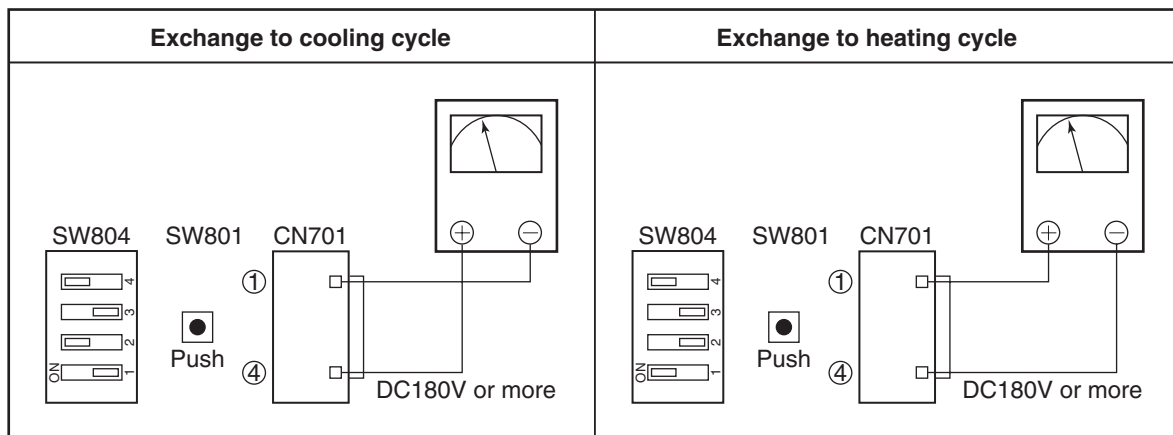 Exchange to cooling cycle
Exchange to heating cycle
SW804 SW801 CN701
+ −
4
3
2
1
ON
Push
①
④
DC180V or more
SW804 SW801 CN701
+ −
4
3
2
1
ON
Push
①
④
DC180V or more